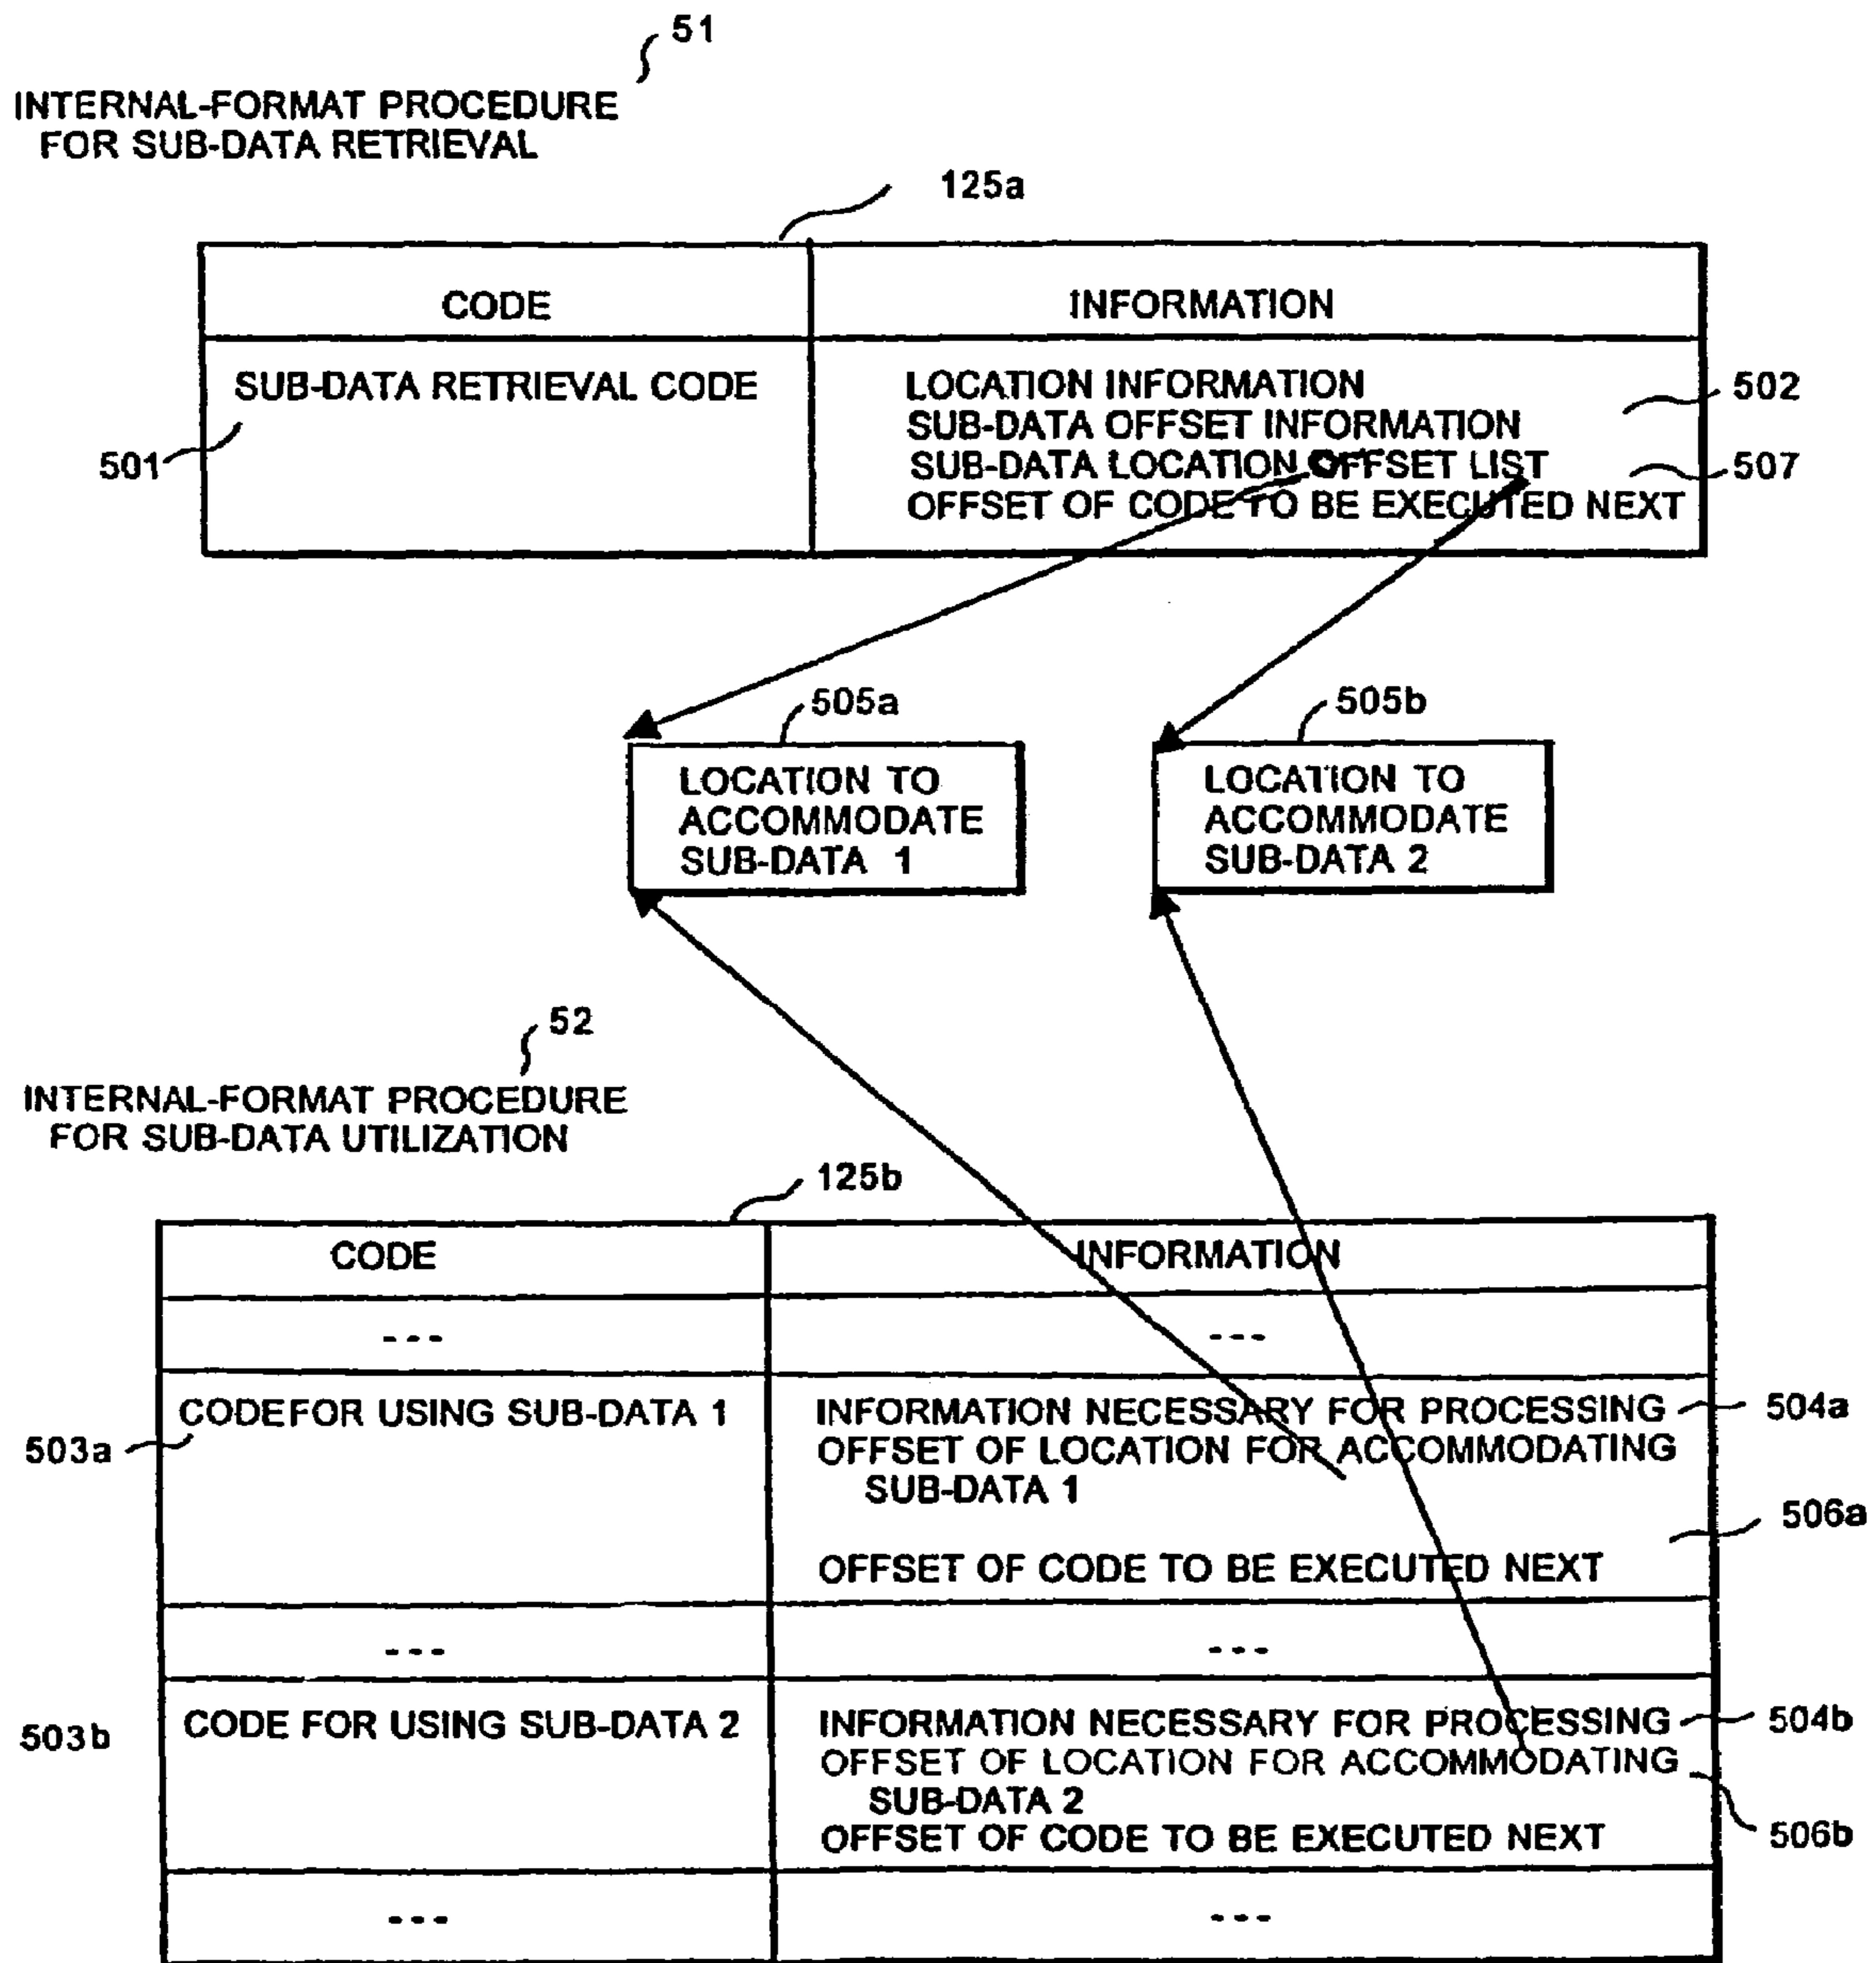 51
INTERNAL-FORMAT PROCEDURE
FOR SUB-DATA RETRIEVAL
125a
CODE
INFORMATION
SUB-DATA RETRIEVAL CODE
501
LOCATION INFORMATION
SUB-DATA OFFSET INFORMATION
SUB-DATA LOCATION OFFSET LIST
OFFSET OF CODE TO BE EXECUTED NEXT
502
507
505a
LOCATION TO
ACCOMMODATE
SUB-DATA 1
505b
LOCATION TO
ACCOMMODATE
SUB-DATA 2
52
INTERNAL-FORMAT PROCEDURE
FOR SUB-DATA UTILIZATION
125b
CODE
INFORMATION
---
---
CODEFOR USING SUB-DATA 1
503a
INFORMATION NECESSARY FOR PROCESSING
OFFSET OF LOCATION FOR ACCOMMODATING
SUB-DATA 1
OFFSET OF CODE TO BE EXECUTED NEXT
504a
506a
---
---
503b
CODE FOR USING SUB-DATA 2
INFORMATION NECESSARY FOR PROCESSING
OFFSET OF LOCATION FOR ACCOMMODATING
SUB-DATA 2
OFFSET OF CODE TO BE EXECUTED NEXT
504b
506b
---
---